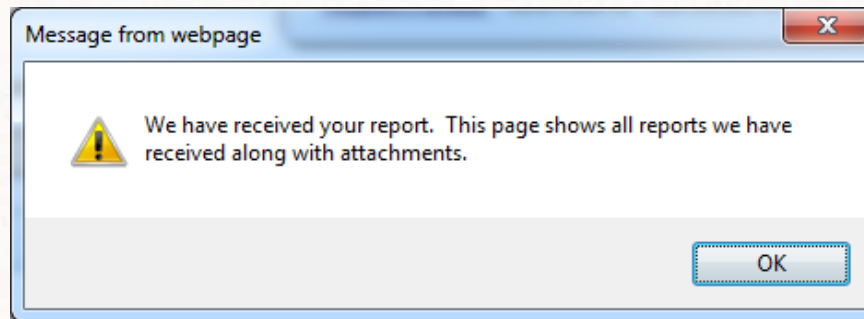 Message from webpage
We have received your report.  This page shows all reports we have
received along with attachments.
OK